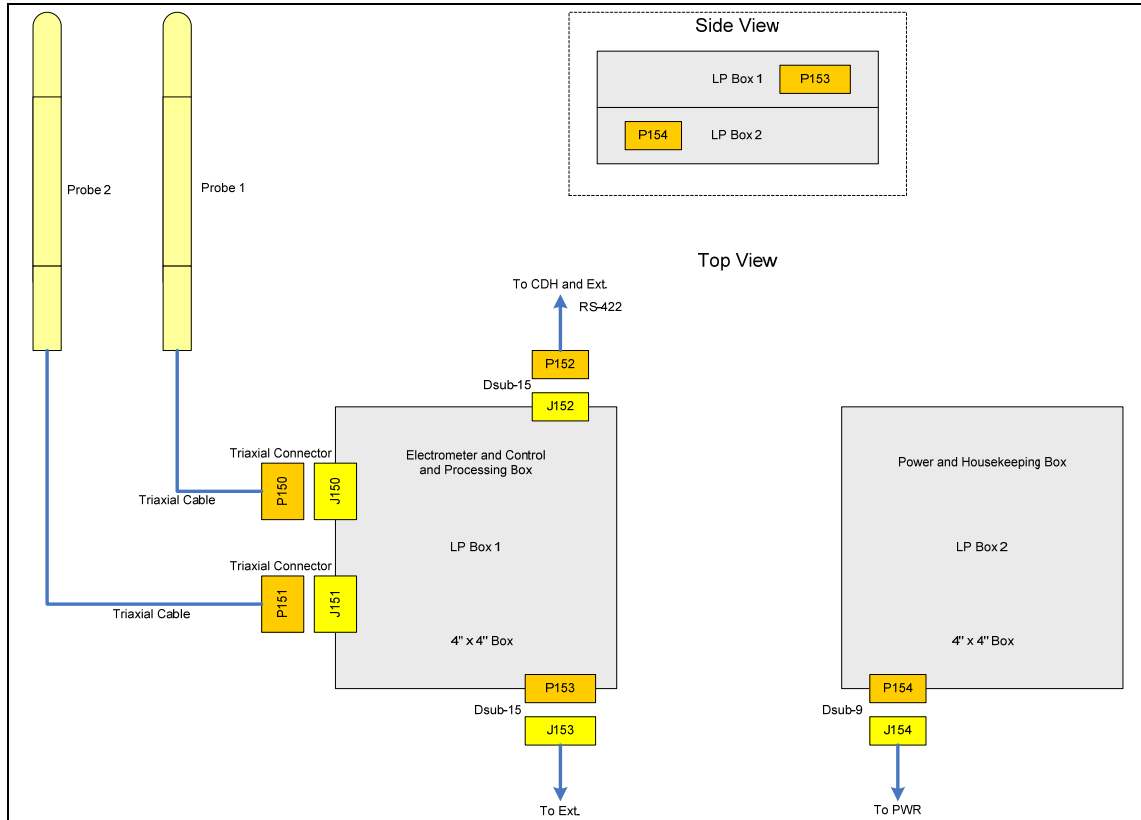 Side View
LP Box 1
P153
P154
LP Box 2
Probe 2
Probe 1
Top View
To CDH and Ext.
RS-422
P152
Dsub-15
J152
Triaxial Connector
Electrometer and Control
and Processing Box
Power and Housekeeping Box
P150
J150
Triaxial Cable
LP Box 1
LP Box 2
Triaxial Connector
P151
J151
Triaxial Cable
4" x 4" Box
4" x 4" Box
P153
P154
Dsub-15
Dsub-9
J153
J154
To Ext.
To PWR